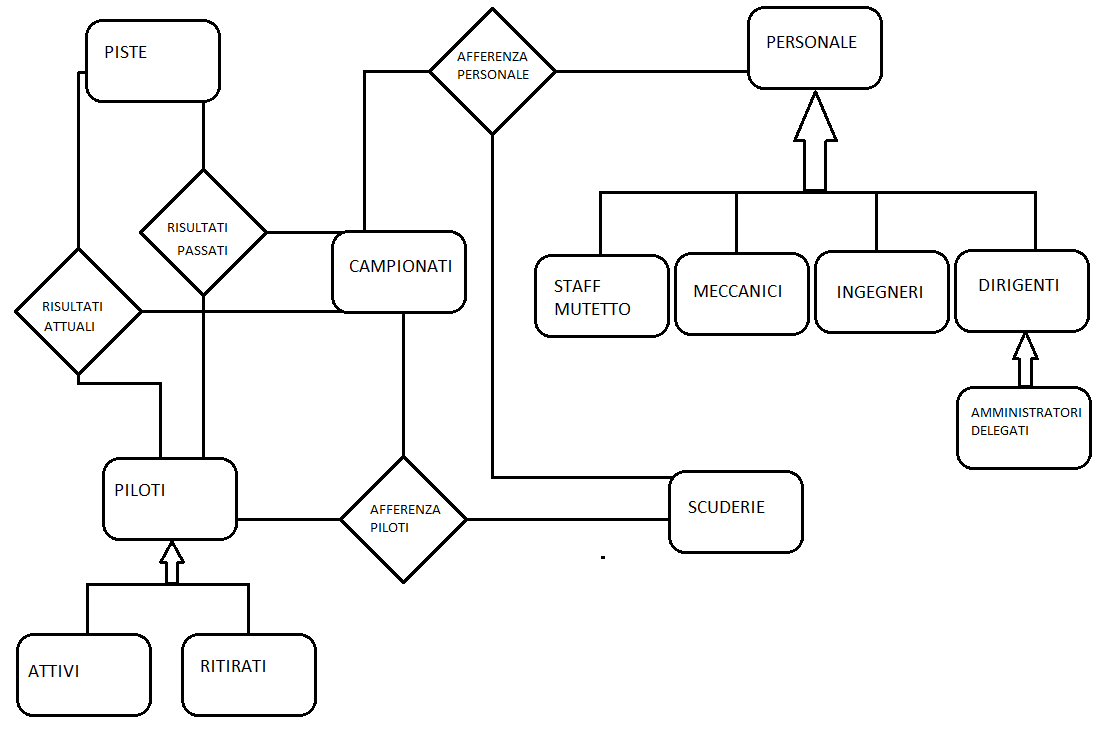 PISTE
AFFERENZA
PERSONALE
PERSONALE
RISULTATI
PASSATI
CAMPIONATI
RISULTATI
ATTUALI
STAFF
MUTETTO
MECCANICI
INGEGNERI
DIRIGENTI
AMMINISTRATORI
DELEGATI
PILOTI
AFFERENZA
PILOTI
SCUDERIE
ATTIVI
RITIRATI